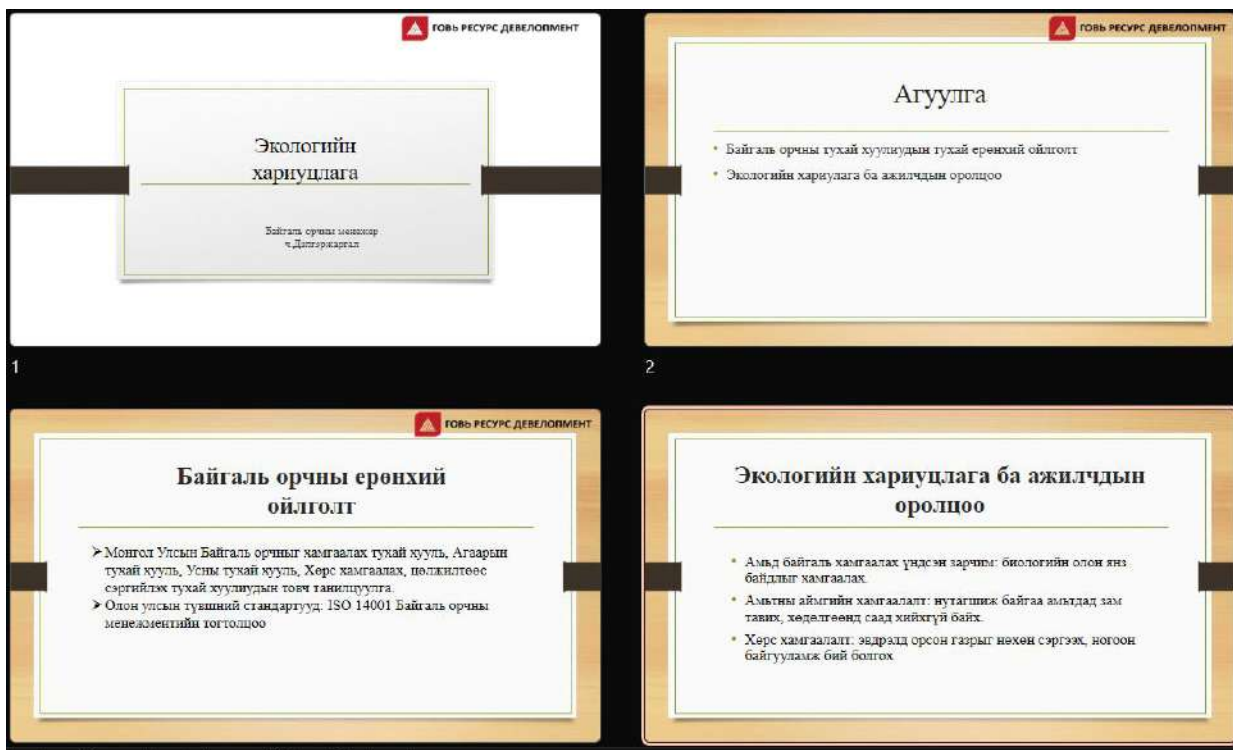 ГОВЬ РЕСУРС ДЕВЕЛОПМЕНТ
Экологийн
хариуцлага
Байгаль орчны менежер
ч.Дэлгэржаргал
1
ГОВЬ РЕСУРС ДЕВЕЛОПМЕНТ
Агуулга
• Байгаль орчны тухай хуулиудын тухай ерөнхий ойлголт
• Экологийн хариулага ба ажилчдын оролцоо
2
ГОВЬ РЕСУРС ДЕВЕЛОПМЕНТ
Байгаль орчны ерөнхий
ойлголт
➢ Монгол Улсын Байгаль орчныг хамгаалах тухай хууль, Агаарын
тухай хууль, Усны тухай хууль, Хөрс хамгаалах, цөлжилтөөс
сэргийлэх тухай хуулиудын товч танилцуулга.
➢ Олон улсын түвшний стандартууд: ISO 14001 Байгаль орчны
менежментийн тогтолцоо
Экологийн хариуцлага ба ажилчдын
оролцоо
• Амьд байгаль хамгаалах үндсэн зарчим: биологийн олон янз
байдлыг хамгаалах.
• Амьтны аймгийн хамгаалалт: нутагшиж байгаа амьтдад зам
тавих, хөдөлгөөнд саад хийхгүй байх.
• Хөрс хамгаалалт: эвдрэлд орсон газрыг нөхөн сэргээх, ногоон
байгууламж бий болгох